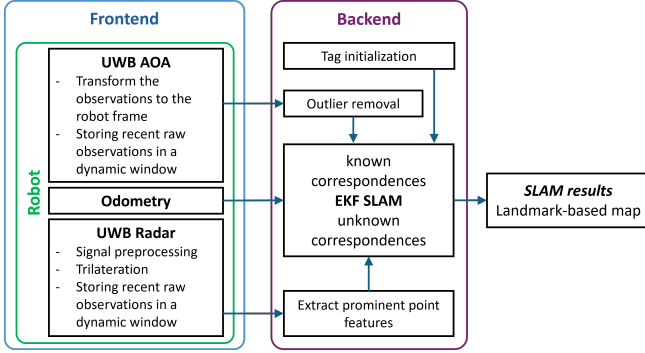 Frontend
Robot
UWB AOA
- Transform the
observations to the
robot frame
- Storing recent raw
observations in a
dynamic window
Odometry
UWB Radar
- Signal preprocessing
- Trilateration
- Storing recent raw
observations in a
dynamic window
Backend
Tag initialization
Outlier removal
known
correspondences
EKF SLAM
unknown
correspondences
Extract prominent point
features
SLAM results
Landmark-based map